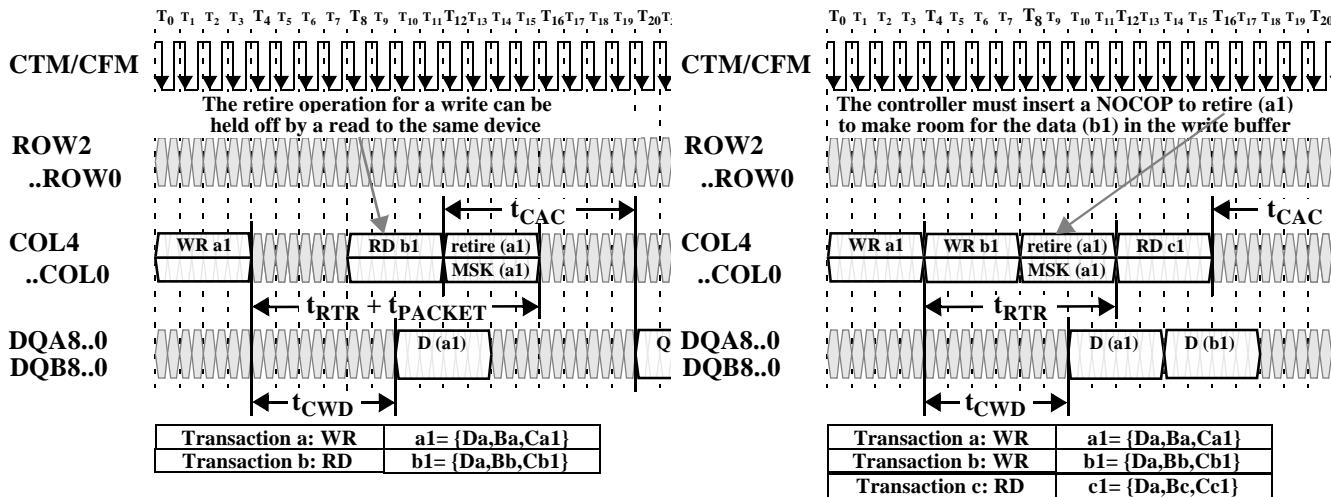 T0 T1 T2 T3 T4 T5 T6 T7 T8 T9 T10 T11 T12 T13 T14 T15 T16 T17 T18 T19 T20
CTM/CFM
The retire operation for a write can be
held off by a read to the same device
ROW2
..ROW0
tCAC
COL4
..COL0
WR a1
RD b1
retire (a1)
MSK (a1)
tRTR + tPACKET
DQA8..0
DQB8..0
D (a1)
Q
tCWD
Transaction a: WR a1= {Da,Ba,Ca1}
Transaction b: RD b1= {Da,Bb,Cb1}
T0 T1 T2 T3 T4 T5 T6 T7 T8 T9 T10 T11 T12 T13 T14 T15 T16 T17 T18 T19 T20
CTM/CFM
The controller must insert a NOCOP to retire (a1)
to make room for the data (b1) in the write buffer
ROW2
..ROW0
tCAC
COL4
..COL0
WR a1
WR b1
retire (a1)
MSK (a1)
RD c1
tRTR
DQA8..0
DQB8..0
D (a1)
D (b1)
tCWD
Transaction a: WR a1= {Da,Ba,Ca1}
Transaction b: WR b1= {Da,Bb,Cb1}
Transaction c: RD c1= {Da,Bc,Cc1}